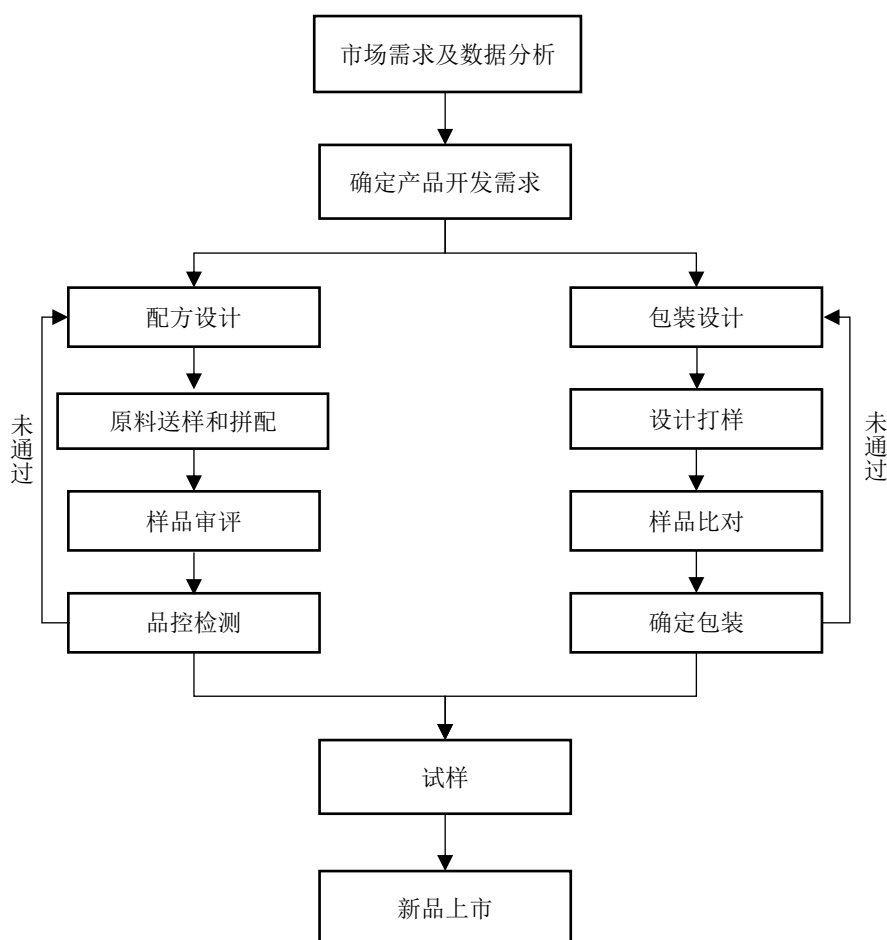 市场需求及数据分析
确定产品开发需求
配方设计
包装设计
原料送样和拼配
设计打样
未通过
未通过
样品审评
样品比对
品控检测
确定包装
试样
新品上市